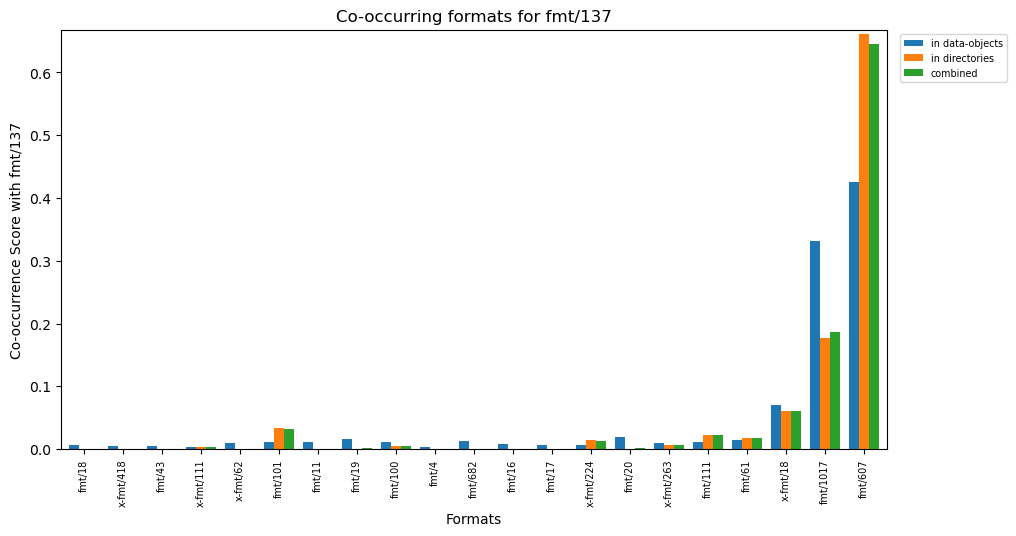 Co-occurring formats for fmt/137
in data-objects
in directories
combined
Co-occurrence Score with fmt/137
0.6
0.5
0.4
0.3
0.2
0.1
0.0
fmt/18
x-fmt/418
fmt/43
x-fmt/111
x-fmt/62
fmt/101
fmt/11
fmt/19
fmt/100
fmt/4
fmt/682
fmt/16
fmt/17
x-fmt/224
fmt/20
x-fmt/263
fmt/111
fmt/61
x-fmt/18
fmt/1017
fmt/607
Formats